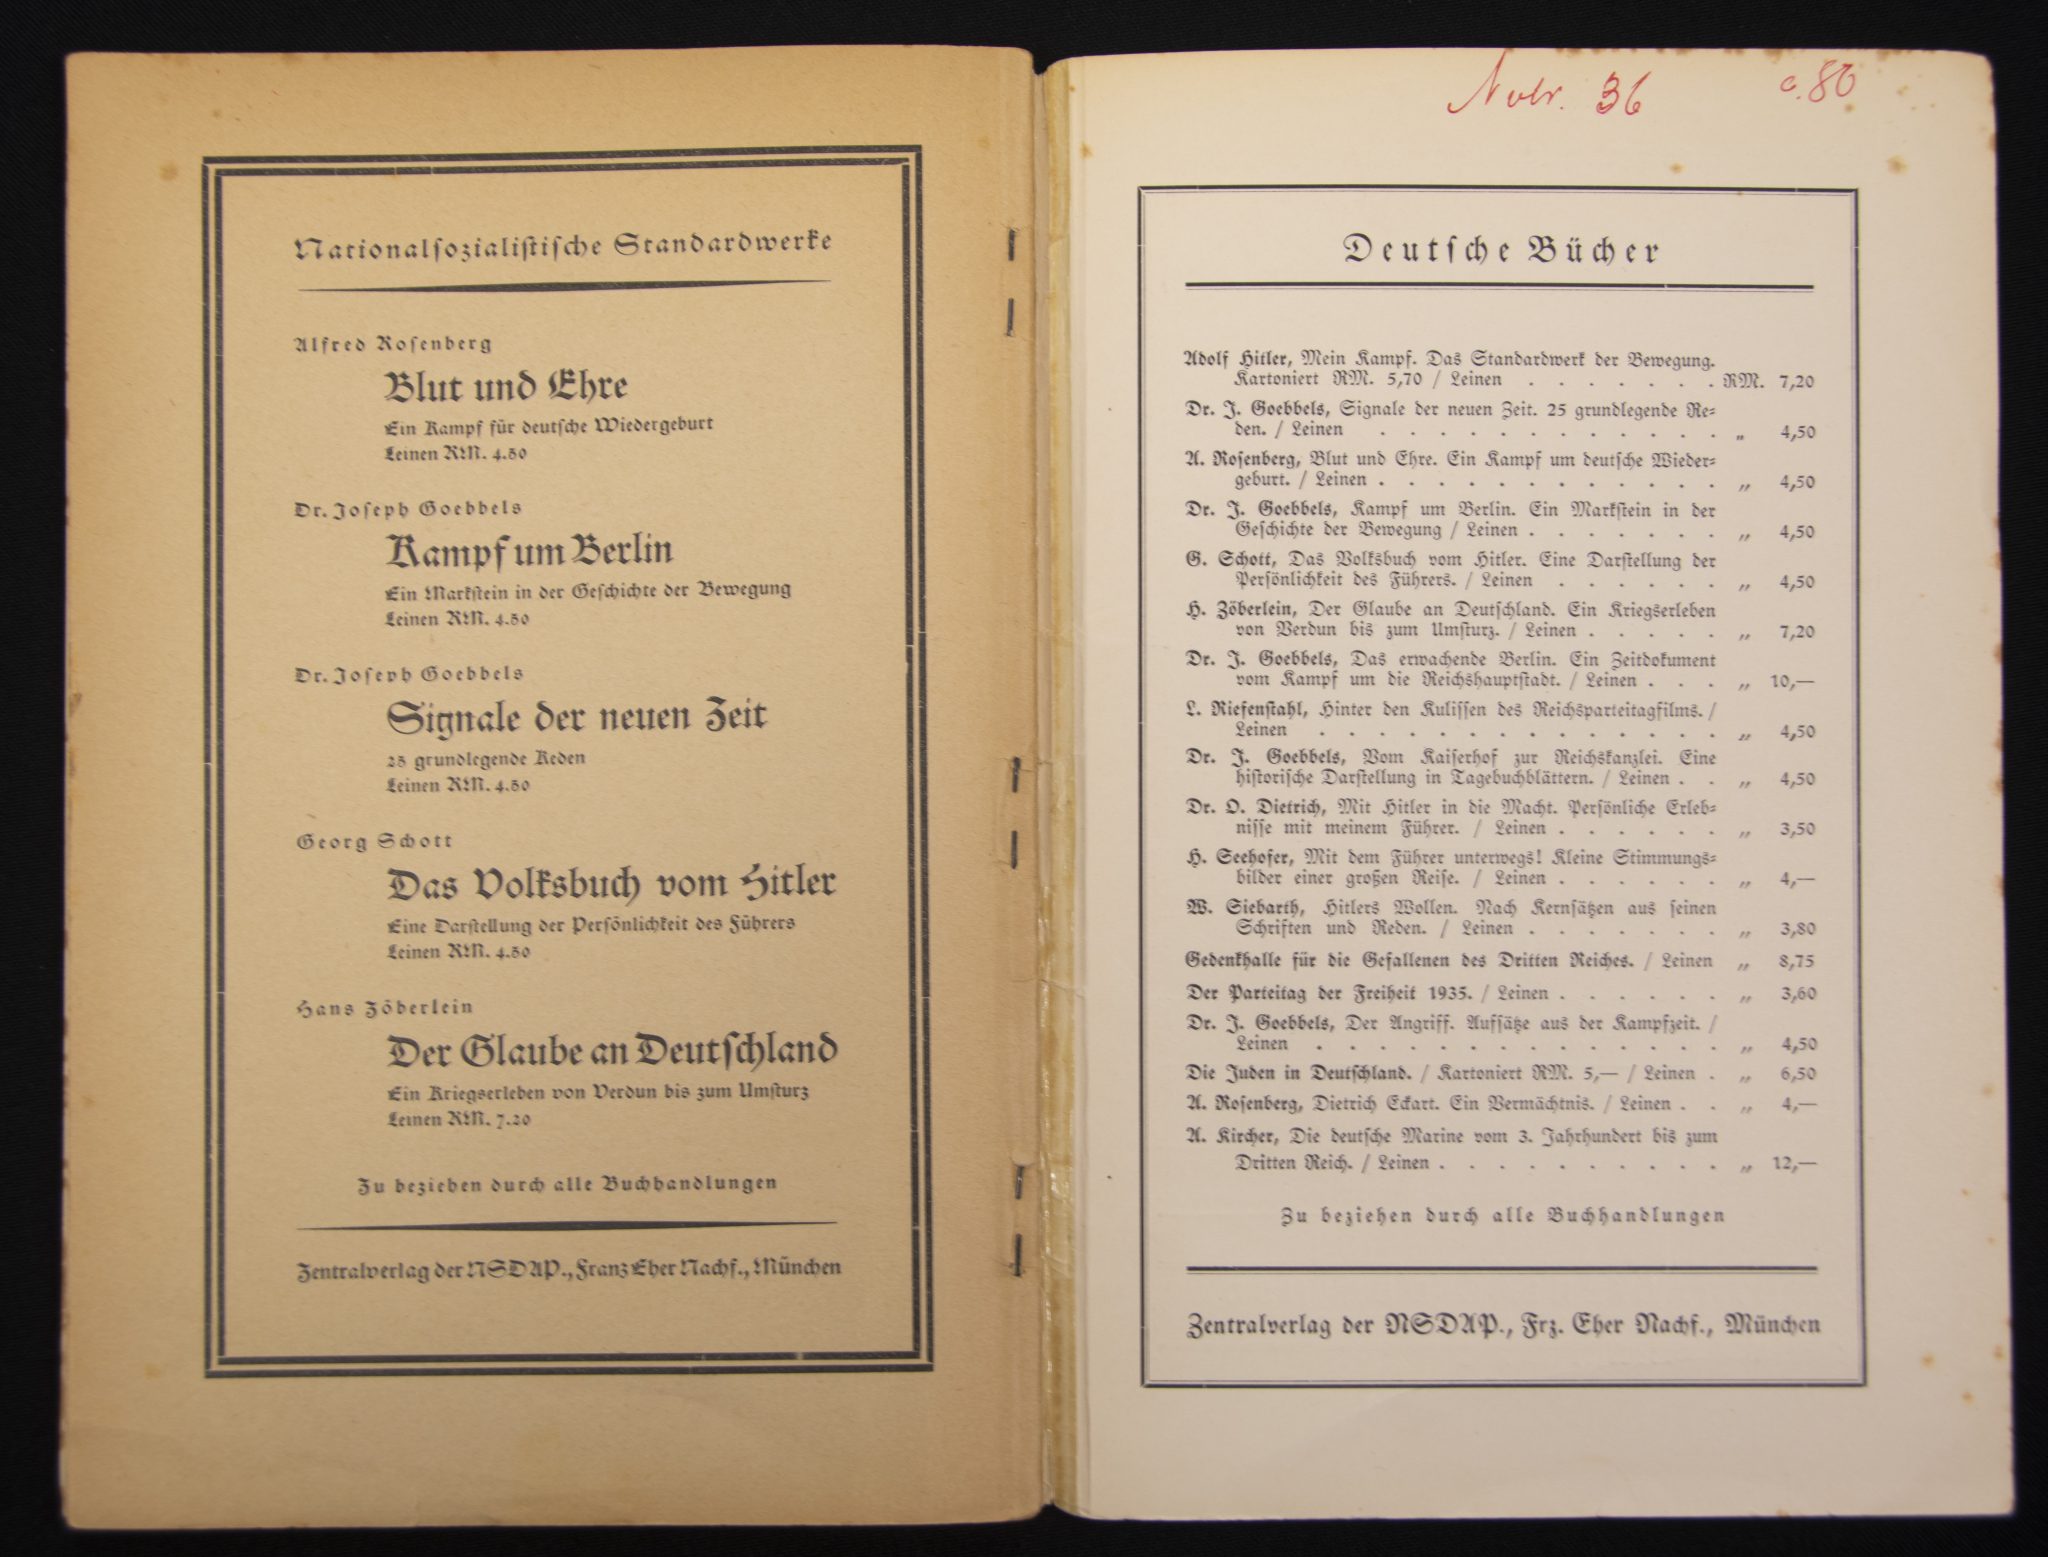 Nationalsozialistische Standardwerke
Alfred Rosenberg
Blut und Ehre
Ein Kampf für deutsche Wiedergeburt
Leinen RM. 4.50
Dr. Joseph Goebbels
Kampf um Berlin
Ein Markstein in der Geschichte der Bewegung
Leinen RM. 4.50
Dr. Joseph Goebbels
Signale der neuen Zeit
25 grundlegende Reden
Leinen RM. 4.50
Georg Schott
Das Volksbuch vom Hitler
Eine Darstellung der Persönlichkeit des Führers
Leinen RM. 4.50
Hans Zöberlein
Der Glaube an Deutschland
Ein Kriegserleben von Verdun bis zum Umsturz
Leinen RM. 7.20
Zu beziehen durch alle Buchhandlungen
Zentralverlag der NSDAP., Franz Eher Nachf., München
Novbr. 36 0.80
Deutsche Bücher
Adolf Hitler, Mein Kampf. Das Standardwerk der Bewegung.
Kartoniert RM. 5,70 / Leinen . . . . . . . RM. 7,20
Dr. J. Goebbels, Signale der neuen Zeit. 25 grundlegende Re-
den. / Leinen . . . . . . . . . . . . „ 4,50
A. Rosenberg, Blut und Ehre. Ein Kampf um deutsche Wieder-
geburt. / Leinen . . . . . . . . . . . . „ 4,50
Dr. J. Goebbels, Kampf um Berlin. Ein Markstein in der
Geschichte der Bewegung / Leinen . . . . . . . „ 4,50
G. Schott, Das Volksbuch vom Hitler. Eine Darstellung der
Persönlichkeit des Führers. / Leinen . . . . . . „ 4,50
H. Zöberlein, Der Glaube an Deutschland. Ein Kriegserleben
von Verdun bis zum Umsturz. / Leinen . . . . . „ 7,20
Dr. J. Goebbels, Das erwachende Berlin. Ein Zeitdokument
vom Kampf um die Reichshauptstadt. / Leinen . . . „ 10,—
L. Riefenstahl, Hinter den Kulissen des Reichsparteitagfilms. /
Leinen . . . . . . . . . . . . . . „ 4,50
Dr. J. Goebbels, Vom Kaiserhof zur Reichskanzlei. Eine
historische Darstellung in Tagebuchblättern. / Leinen . . „ 4,50
Dr. O. Dietrich, Mit Hitler in die Macht. Persönliche Erleb-
nisse mit meinem Führer. / Leinen . . . . . . „ 3,50
H. Seehofer, Mit dem Führer unterwegs! Kleine Stimmungs-
bilder einer großen Reise. / Leinen . . . . . . „ 4,—
W. Siebarth, Hitlers Wollen. Nach Kernsätzen aus seinen
Schriften und Reden. / Leinen . . . . . . . „ 3,80
Gedenkhalle für die Gefallenen des Dritten Reiches. / Leinen „ 8,75
Der Parteitag der Freiheit 1935. / Leinen . . . . . . „ 3,60
Dr. J. Goebbels, Der Angriff. Aufsätze aus der Kampfzeit. /
Leinen . . . . . . . . . . . . . . „ 4,50
Die Juden in Deutschland. / Kartoniert RM. 5,— / Leinen . „ 6,50
A. Rosenberg, Dietrich Eckart. Ein Vermächtnis. / Leinen . . „ 4,—
A. Kircher, Die deutsche Marine vom 3. Jahrhundert bis zum
Dritten Reich. / Leinen . . . . . . . . . . „ 12,—
Zu beziehen durch alle Buchhandlungen
Zentralverlag der NSDAP., Frz. Eher Nachf., München